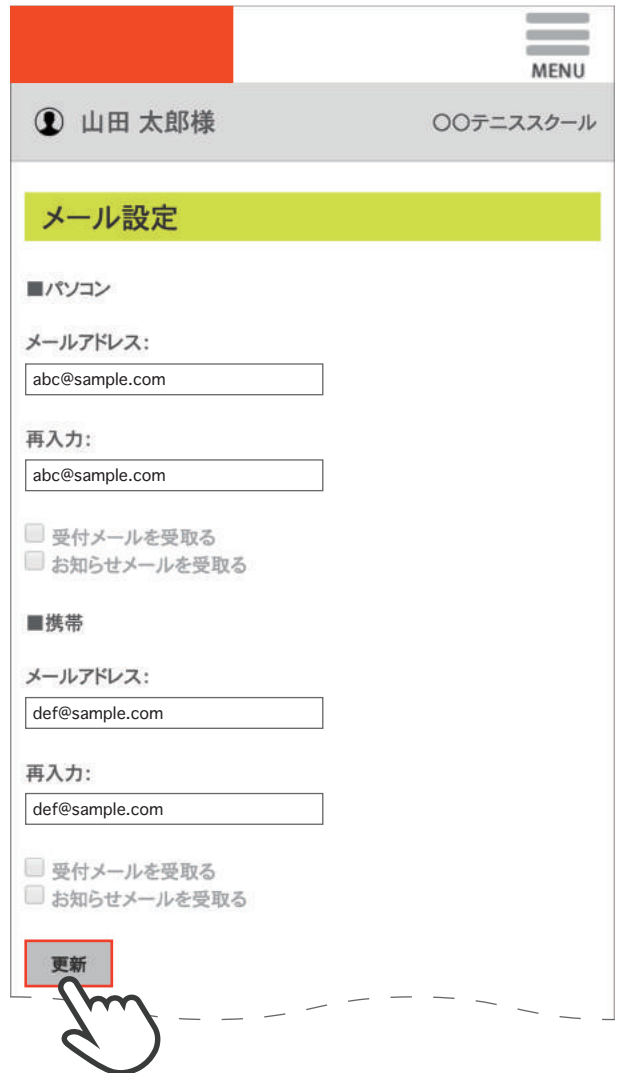 MENU
山田 太郎様 〇〇テニススクール
メール設定
■パソコン
メールアドレス：
abc@sample.com
再入力：
abc@sample.com
受付メールを受取る
お知らせメールを受取る
■携帯
メールアドレス：
def@sample.com
再入力：
def@sample.com
受付メールを受取る
お知らせメールを受取る
更新